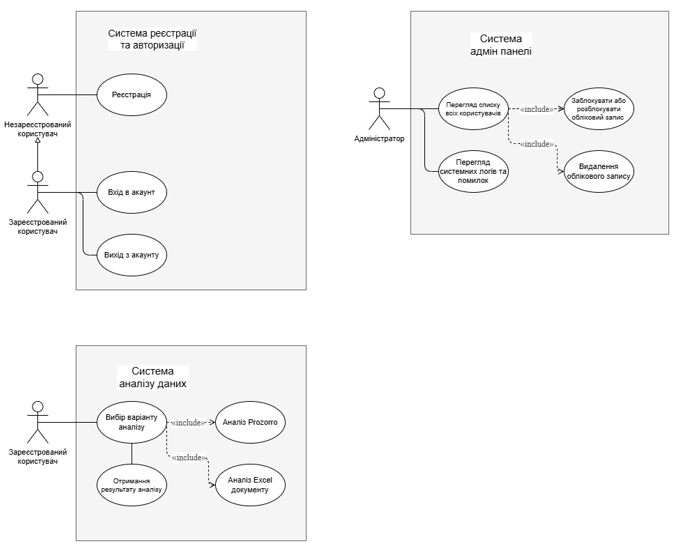 Система реєстрації
та авторизації
Реєстрація
Незареєстрований
користувач
Вхід в акаунт
Зареєстрований
користувач
Вихід з акаунту
Система
адмін панелі
Перегляд списку
всіх користувачів
«include»
Заблокувати або
розблокувати
обліковий запис
Адміністратор
«include»
Перегляд
системних логів та
помилок
Видалення
облікового запису
Система
аналізу даних
Вибір варіанту
аналізу
«include»
Аналіз Prozorro
Зареєстрований
користувач
«include»
Отримання
результату аналізу
Аналіз Excel
документу